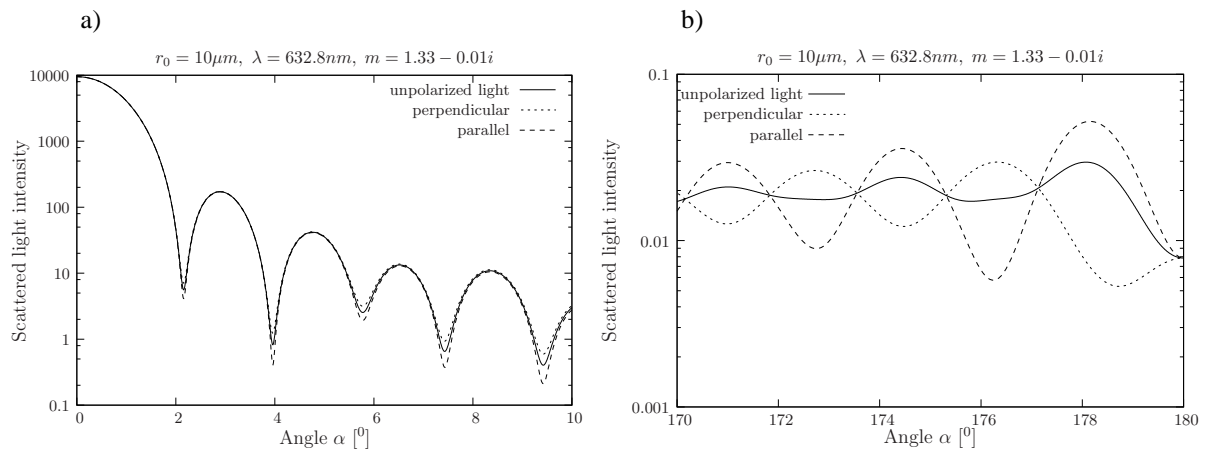 a)
r₀ = 10μm, λ = 632.8nm, m = 1.33 − 0.01i
unpolarized light
perpendicular
parallel
Scattered light intensity
10000
1000
100
10
1
0.1
0 2 4 6 8 10
Angle α [⁰]
b)
r₀ = 10μm, λ = 632.8nm, m = 1.33 − 0.01i
unpolarized light
perpendicular
parallel
Scattered light intensity
0.1
0.01
0.001
170 172 174 176 178 180
Angle α [⁰]